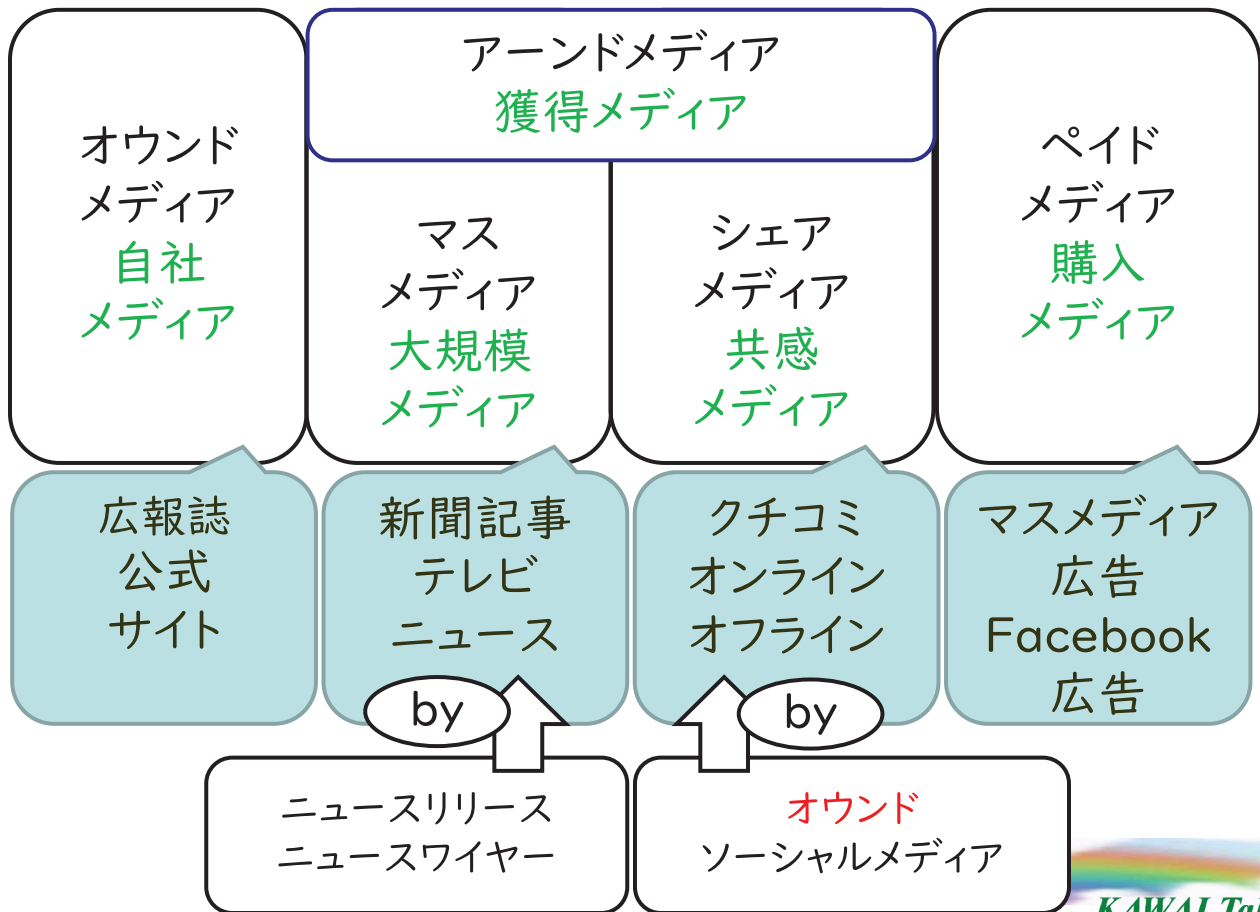 アーンドメディア
獲得メディア
オウンド
メディア
自社
メディア
マス
メディア
大規模
メディア
シェア
メディア
共感
メディア
ペイド
メディア
購入
メディア
広報誌
公式
サイト
新聞記事
テレビ
ニュース
クチコミ
オンライン
オフライン
マスメディア
広告
Facebook
広告
by
by
ニュースリリース
ニュースワイヤー
オウンド
ソーシャルメディア
KAWAI